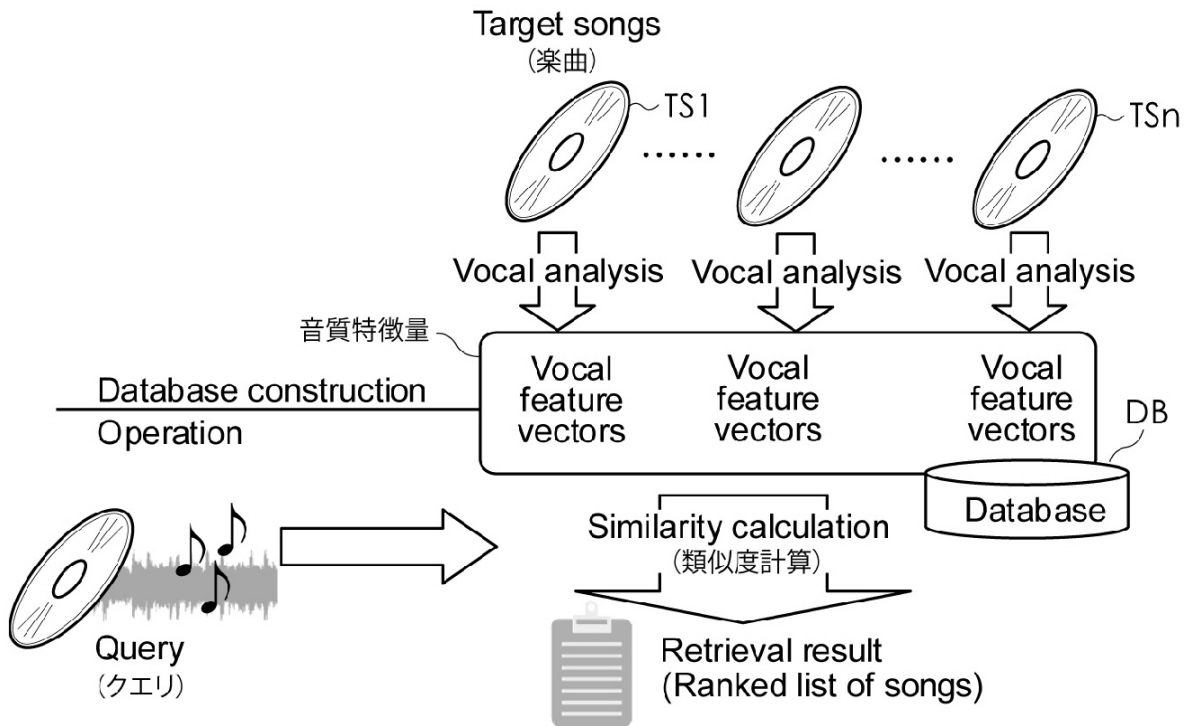 Target songs
(楽曲)
TS1
TSn
......
......
Vocal analysis
Vocal analysis
Vocal analysis
音質特徴量
Vocal
feature
vectors
Vocal
feature
vectors
Vocal
feature
vectors
Database construction
Operation
DB
Database
Similarity calculation
(類似度計算)
Query
(クエリ)
Retrieval result
(Ranked list of songs)